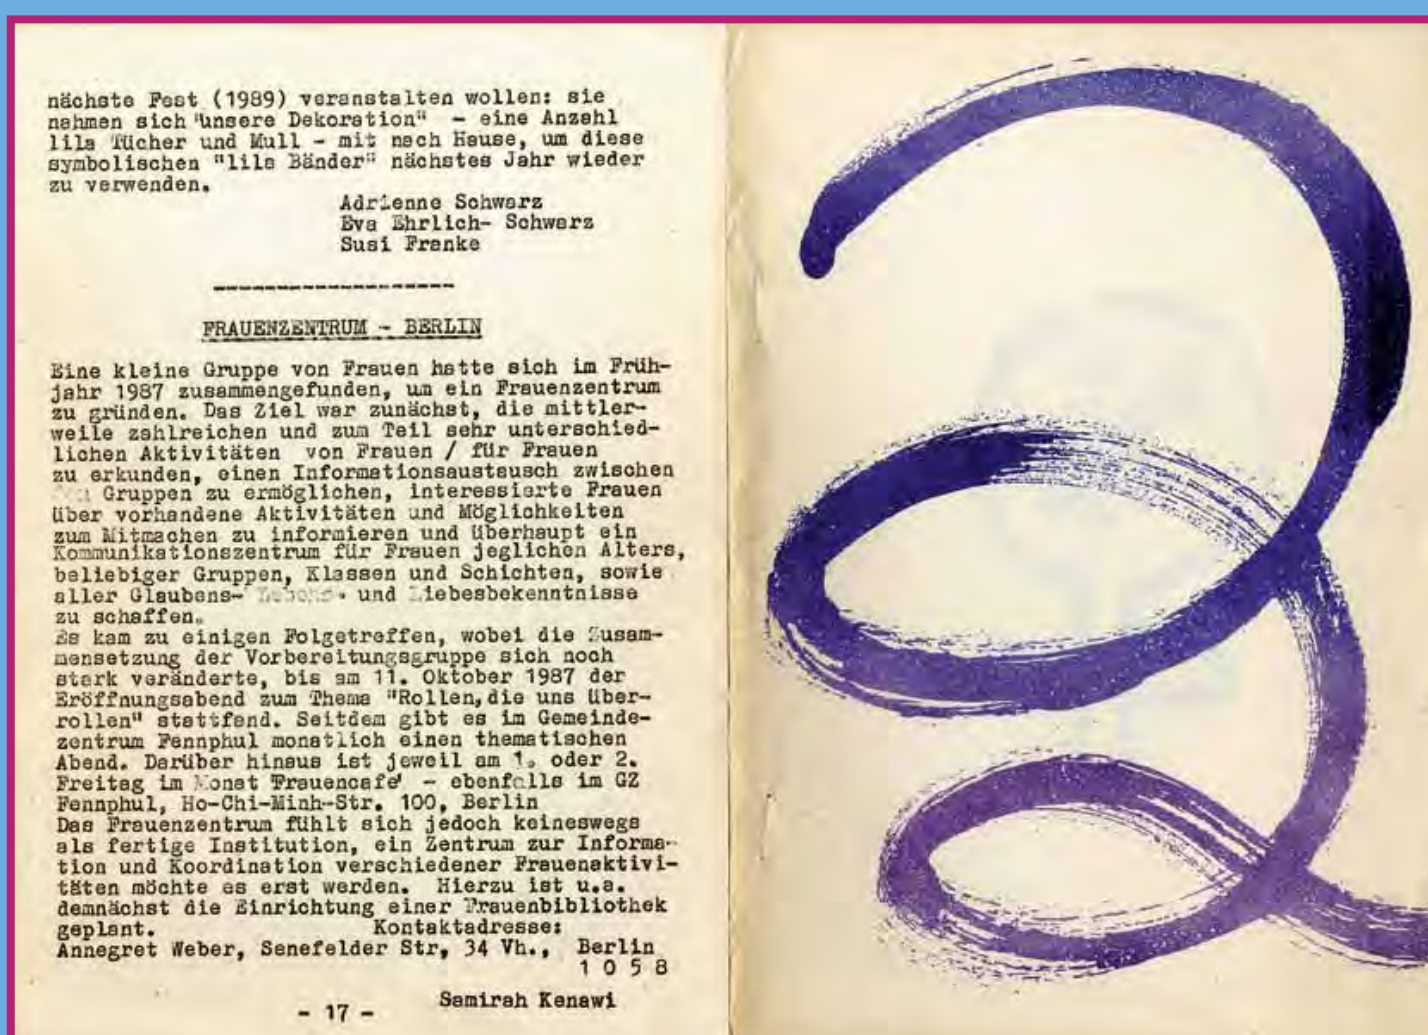 nächste Fest (1989) veranstalten wollen: sie
nahmen sich "unsere Dekoration" - eine Anzahl
lila Tücher und Mull - mit nach Hause, um diese
symbolischen "lila Bänder" nächstes Jahr wieder
zu verwenden.
Adrienne Schwarz
Eva Ehrlich- Schwarz
Susi Franke
--------------------
FRAUENZENTRUM - BERLIN
Eine kleine Gruppe von Frauen hatte sich im Früh-
jahr 1987 zusammengefunden, um ein Frauenzentrum
zu gründen. Das Ziel war zunächst, die mittler-
weile zahlreichen und zum Teil sehr unterschied-
lichen Aktivitäten von Frauen / für Frauen
zu erkunden, einen Informationsaustausch zwischen
Gruppen zu ermöglichen, interessierte Frauen
über vorhandene Aktivitäten und Möglichkeiten
zum Mitmachen zu informieren und überhaupt ein
Kommunikationszentrum für Frauen jeglichen Alters,
beliebiger Gruppen, Klassen und Schichten, sowie
aller Glaubens- und Liebesbekenntnisse
zu schaffen.
Es kam zu einigen Folgetreffen, wobei die Zusam-
mensetzung der Vorbereitungsgruppe sich noch
stark veränderte, bis am 11. Oktober 1987 der
Eröffnungsabend zum Thema "Rollen, die uns über-
rollen" stattfand. Seitdem gibt es im Gemeinde-
zentrum Fennphul monatlich einen thematischen
Abend. Darüber hinaus ist jeweil am 1. oder 2.
Freitag im Monat Frauencafe' - ebenfalls im GZ
Fennphul, Ho-Chi-Minh-Str. 100, Berlin
Das Frauenzentrum fühlt sich jedoch keineswegs
als fertige Institution, ein Zentrum zur Informa-
tion und Koordination verschiedener Frauenaktivi-
täten möchte es erst werden. Hierzu ist u.a.
demnächst die Einrichtung einer Frauenbibliothek
geplant. Kontaktadresse:
Annegret Weber, Senefelder Str, 34 Vh., Berlin
1 0 5 8
Samirah Kenawi
- 17 -